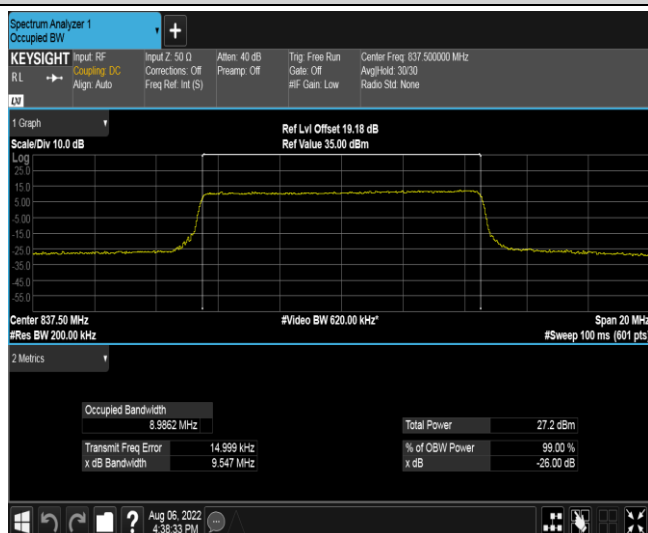 Spectrum Analyzer 1
Occupied BW
+
KEYSIGHT
R L
LXI
Input: RF
Coupling: DC
Align: Auto
Input Z: 50 Ω
Corrections: Off
Freq Ref: Int (S)
Atten: 40 dB
Preamp: Off
Trig: Free Run
Gate: Off
#IF Gain: Low
Center Freq: 837.500000 MHz
Avg|Hold: 30/30
Radio Std: None
1 Graph
Scale/Div 10.0 dB
Ref Lvl Offset 19.18 dB
Ref Value 35.00 dBm
Log
25.0
15.0
5.00
-5.00
-15.0
-25.0
-35.0
-45.0
-55.0
Center 837.50 MHz
#Res BW 200.00 kHz
#Video BW 620.00 kHz*
Span 20 MHz
#Sweep 100 ms (601 pts)
2 Metrics
Occupied Bandwidth
8.9862 MHz
Transmit Freq Error 14.999 kHz
x dB Bandwidth 9.547 MHz
Total Power 27.2 dBm
% of OBW Power 99.00 %
x dB -26.00 dB
?
Aug 06, 2022
4:38:33 PM